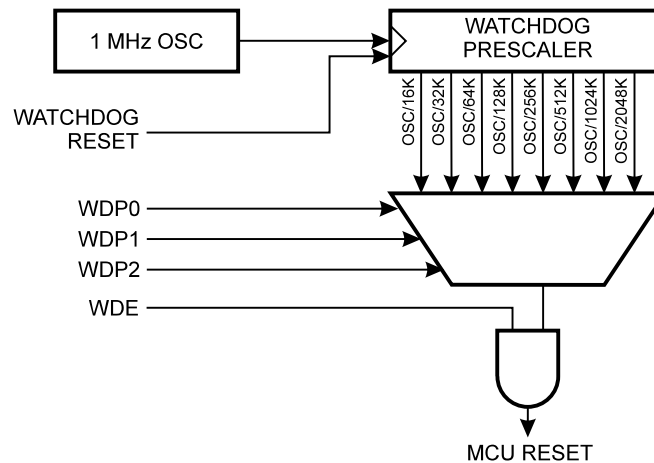 1 MHz OSC
WATCHDOG
PRESCALER
WATCHDOG
RESET
OSC/16K
OSC/32K
OSC/64K
OSC/128K
OSC/256K
OSC/512K
OSC/1024K
OSC/2048K
WDP0
WDP1
WDP2
WDE
MCU RESET